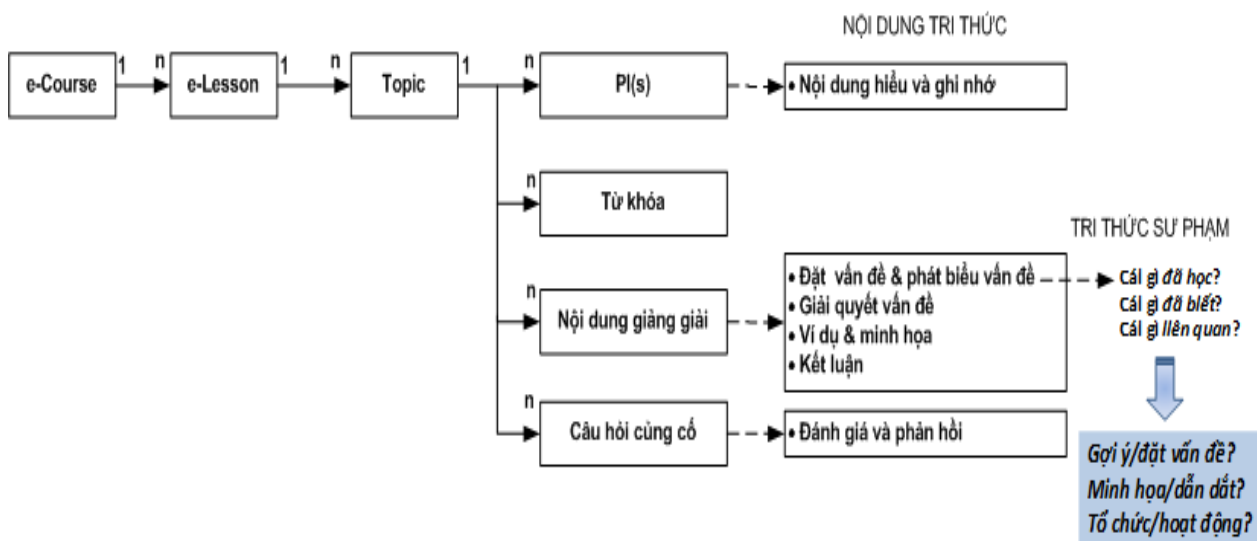 NỘI DUNG TRI THỨC
e-Course
1
n
e-Lesson
1
n
Topic
1
n
PI(s)
• Nội dung hiểu và ghi nhớ
n
Từ khóa
TRI THỨC SƯ PHẠM
n
Nội dung giàng giải
• Đặt vấn đề & phát biểu vấn đề
• Giải quyết vấn đề
• Ví dụ & minh họa
• Kết luận
Cái gì đã học?
Cái gì đã biết?
Cái gì liên quan?
n
Câu hỏi củng cố
• Đánh giá và phản hồi
Gợi ý/đặt vấn đề?
Minh họa/dẫn dắt?
Tổ chức/hoạt động?